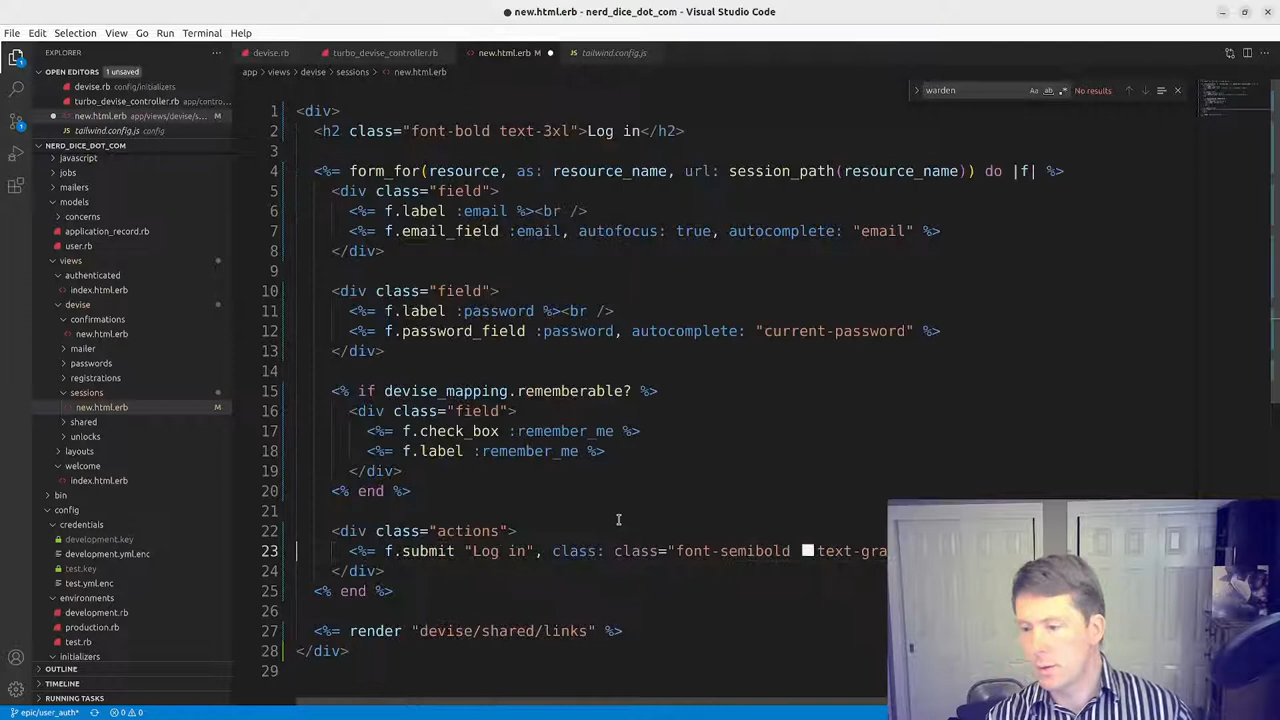 ● new.html.erb - nerd_dice_dot_com - Visual Studio Code
File Edit Selection View Go Run Terminal Help
EXPLORER
OPEN EDITORS 1 unsaved
devise.rb config/initializers
turbo_devise_controller.rb app/contro...
new.html.erb app/views/devise/s... M
tailwind.config.js config
NERD_DICE_DOT_COM
javascript
jobs
mailers
models
concerns
application_record.rb
user.rb
views
authenticated
index.html.erb
devise
confirmations
new.html.erb
mailer
passwords
registrations
sessions
new.html.erb M
shared
unlocks
layouts
welcome
index.html.erb
bin
config
credentials
development.key
development.yml.enc
test.key
test.yml.enc
environments
development.rb
production.rb
test.rb
initializers
OUTLINE
TIMELINE
RUNNING TASKS
devise.rb turbo_devise_controller.rb new.html.erb M ● tailwind.config.js
app > views > devise > sessions > new.html.erb
warden Aa ab .* No results
1 <div>
2 <h2 class="font-bold text-3xl">Log in</h2>
3
4 <%= form_for(resource, as: resource_name, url: session_path(resource_name)) do |f| %>
5 <div class="field">
6 <%= f.label :email %><br />
7 <%= f.email_field :email, autofocus: true, autocomplete: "email" %>
8 </div>
9
10 <div class="field">
11 <%= f.label :password %><br />
12 <%= f.password_field :password, autocomplete: "current-password" %>
13 </div>
14
15 <% if devise_mapping.rememberable? %>
16 <div class="field">
17 <%= f.check_box :remember_me %>
18 <%= f.label :remember_me %>
19 </div>
20 <% end %>
21
22 <div class="actions">
23 <%= f.submit "Log in", class: class="font-semibold text-gra
24 </div>
25 <% end %>
26
27 <%= render "devise/shared/links" %>
28 </div>
29
epic/user_auth* 0 0